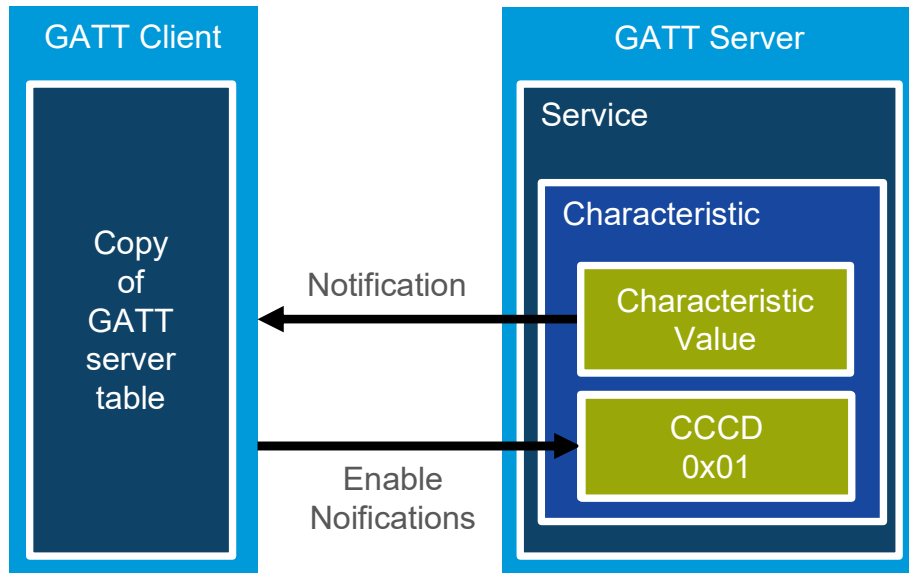 GATT Client
Copy
of
GATT
server
table
Notification
Enable
Noifications
GATT Server
Service
Characteristic
Characteristic
Value
CCCD
0x01